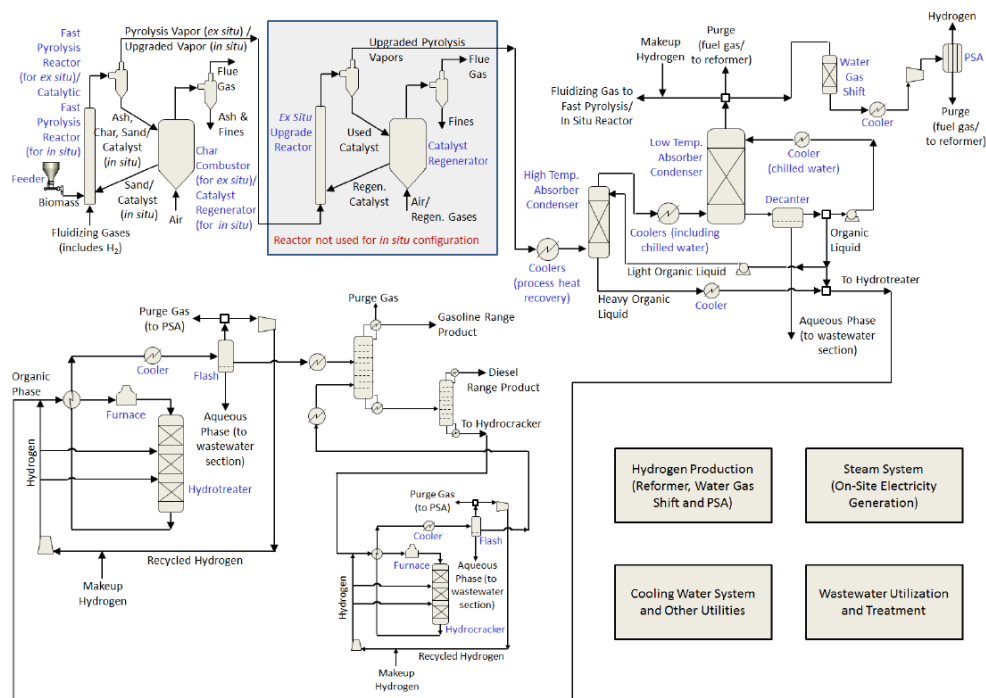 Fast
Pyrolysis
Reactor
(for ex situ)/
Catalytic
Fast
Pyrolysis
Reactor
(for in situ)
Feeder
Biomass
Fluidizing Gases
(includes H2)
Pyrolysis Vapor (ex situ) /
Upgraded Vapor (in situ)
Flue
Gas
Ash &
Fines
Ash,
Char, Sand/
Catalyst
(in situ)
Sand/
Catalyst
(in situ)
Air
Char
Combustor
(for ex situ)/
Catalyst
Regenerator
(for in situ)
Upgraded Pyrolysis
Vapors
Flue
Gas
Fines
Ex Situ
Upgrade
Reactor
Used
Catalyst
Catalyst
Regenerator
Regen.
Catalyst
Air/
Regen. Gases
Reactor not used for in situ configuration
Purge
(fuel gas/
to reformer)
Makeup
Hydrogen
Fluidizing Gas to
Fast Pyrolysis/
In Situ Reactor
Water
Gas
Shift
Cooler
Hydrogen
PSA
Purge
(fuel gas/
to reformer)
Low Temp.
Absorber
Condenser
Cooler
(chilled water)
High Temp.
Absorber
Condenser
Decanter
Organic
Liquid
Coolers (including
chilled water)
Coolers
(process heat
recovery)
Light Organic Liquid
Heavy Organic
Liquid
Cooler
To Hydrotreater
Aqueous Phase
(to wastewater
section)
Purge Gas
(to PSA)
Cooler
Flash
Organic
Phase
Furnace
Aqueous
Phase (to
wastewater
section)
Hydrogen
Hydrotreater
Recycled Hydrogen
Makeup
Hydrogen
Purge Gas
Gasoline Range
Product
Diesel
Range Product
To Hydrocracker
Purge Gas
(to PSA)
Cooler
Flash
Furnace
Aqueous
Phase (to
wastewater
section)
Hydrogen
Hydrocracker
Recycled Hydrogen
Makeup
Hydrogen
Hydrogen Production
(Reformer, Water Gas
Shift and PSA)
Steam System
(On-Site Electricity
Generation)
Cooling Water System
and Other Utilities
Wastewater Utilization
and Treatment